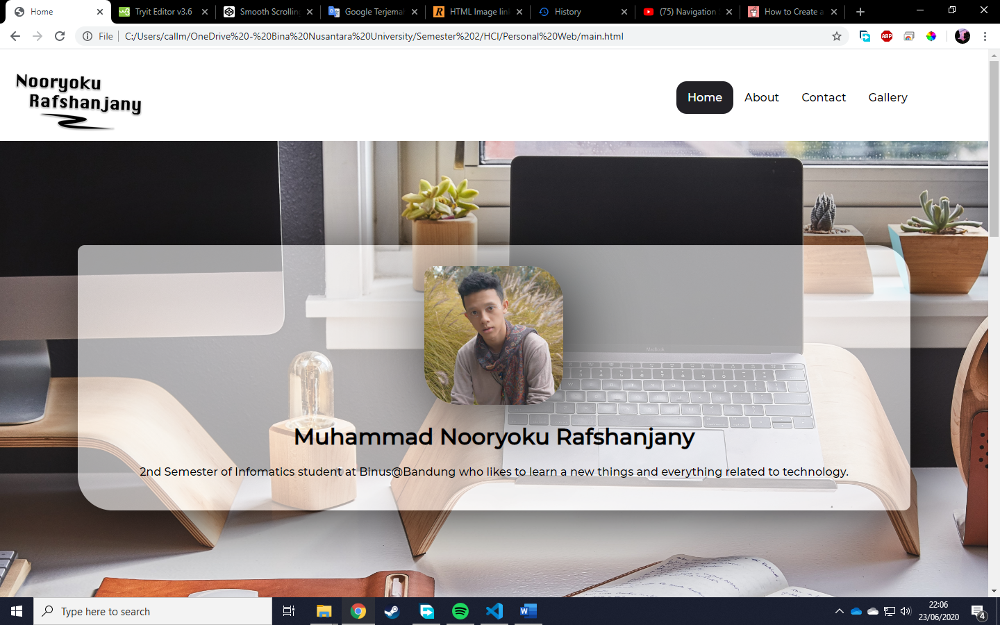 Home
Tryit Editor v3.6
Smooth Scrollin
Google Terjema
HTML Image lin
History
(75) Navigation
How to Create a
File
C:/Users/callm/OneDrive%20-%20Bina%20Nusantara%20University/Semester%202/HCI/Personal%20Web/main.html
ABP
Nooryoku
Rafshanjany
Home
About
Contact
Gallery
Muhammad Nooryoku Rafshanjany
2nd Semester of Infomatics student at Binus@Bandung who likes to learn a new things and everything related to technology.
Type here to search
22:06
23/06/2020
4